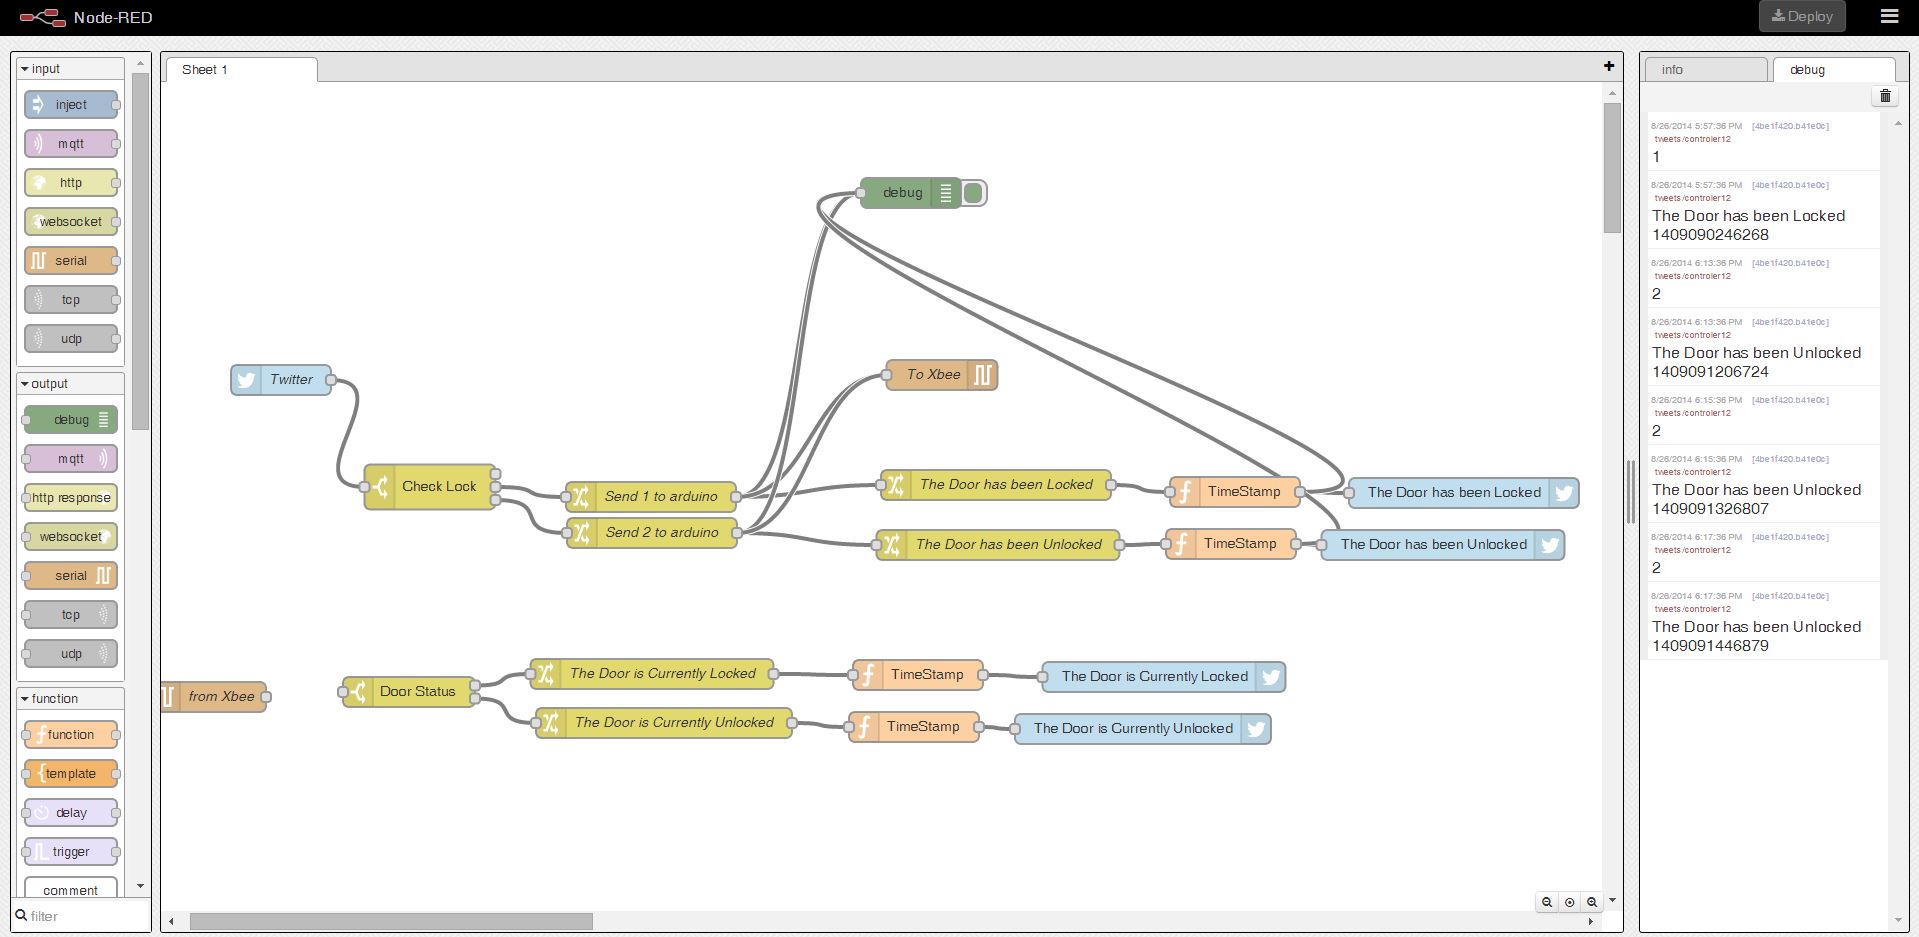 Node-RED
Deploy
input
inject
mqtt
http
websocket
serial
tcp
udp
output
debug
mqtt
http response
websocket
serial
tcp
udp
function
function
template
delay
trigger
comment
filter
Sheet 1
debug
Twitter
To Xbee
Check Lock
Send 1 to arduino
The Door has been Locked
TimeStamp
The Door has been Locked
Send 2 to arduino
The Door has been Unlocked
TimeStamp
The Door has been Unlocked
from Xbee
Door Status
The Door is Currently Locked
TimeStamp
The Door is Currently Locked
The Door is Currently Unlocked
TimeStamp
The Door is Currently Unlocked
info
debug
8/26/2014 5:57:36 PM [4be1f420.b41e0c]
tweets/controler12
1
8/26/2014 5:57:36 PM [4be1f420.b41e0c]
tweets/controler12
The Door has been Locked
1409090246268
8/26/2014 6:13:36 PM [4be1f420.b41e0c]
tweets/controler12
2
8/26/2014 6:13:36 PM [4be1f420.b41e0c]
tweets/controler12
The Door has been Unlocked
1409091206724
8/26/2014 6:15:36 PM [4be1f420.b41e0c]
tweets/controler12
2
8/26/2014 6:15:36 PM [4be1f420.b41e0c]
tweets/controler12
The Door has been Unlocked
1409091326807
8/26/2014 6:17:36 PM [4be1f420.b41e0c]
tweets/controler12
2
8/26/2014 6:17:36 PM [4be1f420.b41e0c]
tweets/controler12
The Door has been Unlocked
1409091446879